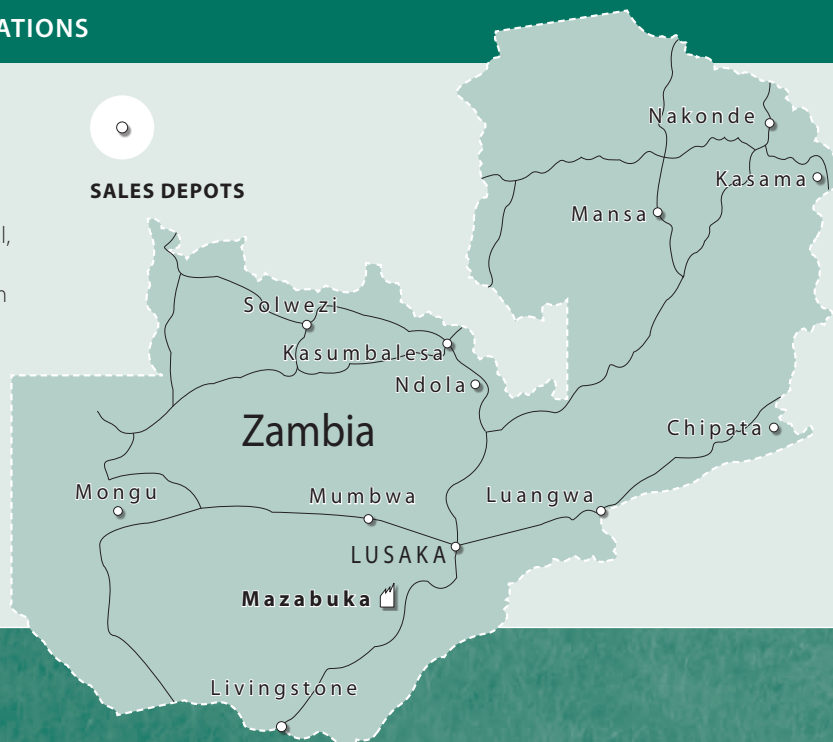 ATIONS
SALES DEPOTS
l,
n
Nakonde
Kasama
Mansa
Solwezi
Kasumbalesa
Ndola
Zambia
Chipata
Mongu
Mumbwa
Luangwa
LUSAKA
Mazabuka
Livingstone